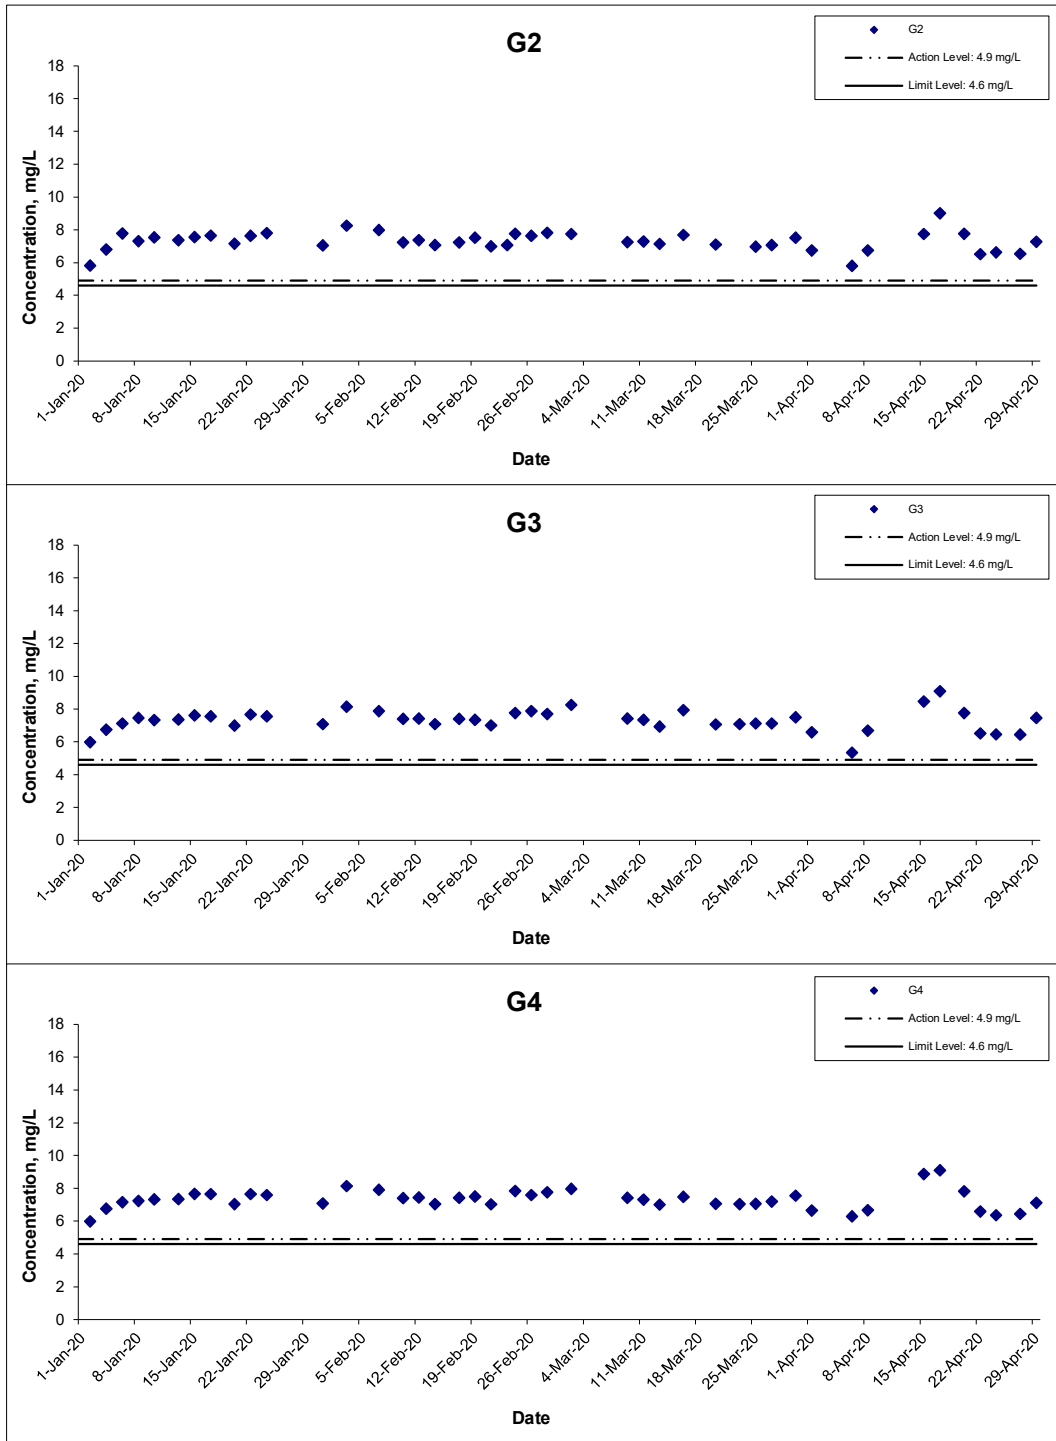 G2
G2
Action Level: 4.9 mg/L
Limit Level: 4.6 mg/L
18
16
14
12
10
8
6
4
2
0
Concentration, mg/L
1-Jan-20
8-Jan-20
15-Jan-20
22-Jan-20
29-Jan-20
5-Feb-20
12-Feb-20
19-Feb-20
26-Feb-20
4-Mar-20
11-Mar-20
18-Mar-20
25-Mar-20
1-Apr-20
8-Apr-20
15-Apr-20
22-Apr-20
29-Apr-20
Date
G3
G3
Action Level: 4.9 mg/L
Limit Level: 4.6 mg/L
18
16
14
12
10
8
6
4
2
0
Concentration, mg/L
1-Jan-20
8-Jan-20
15-Jan-20
22-Jan-20
29-Jan-20
5-Feb-20
12-Feb-20
19-Feb-20
26-Feb-20
4-Mar-20
11-Mar-20
18-Mar-20
25-Mar-20
1-Apr-20
8-Apr-20
15-Apr-20
22-Apr-20
29-Apr-20
Date
G4
G4
Action Level: 4.9 mg/L
Limit Level: 4.6 mg/L
18
16
14
12
10
8
6
4
2
0
Concentration, mg/L
1-Jan-20
8-Jan-20
15-Jan-20
22-Jan-20
29-Jan-20
5-Feb-20
12-Feb-20
19-Feb-20
26-Feb-20
4-Mar-20
11-Mar-20
18-Mar-20
25-Mar-20
1-Apr-20
8-Apr-20
15-Apr-20
22-Apr-20
29-Apr-20
Date